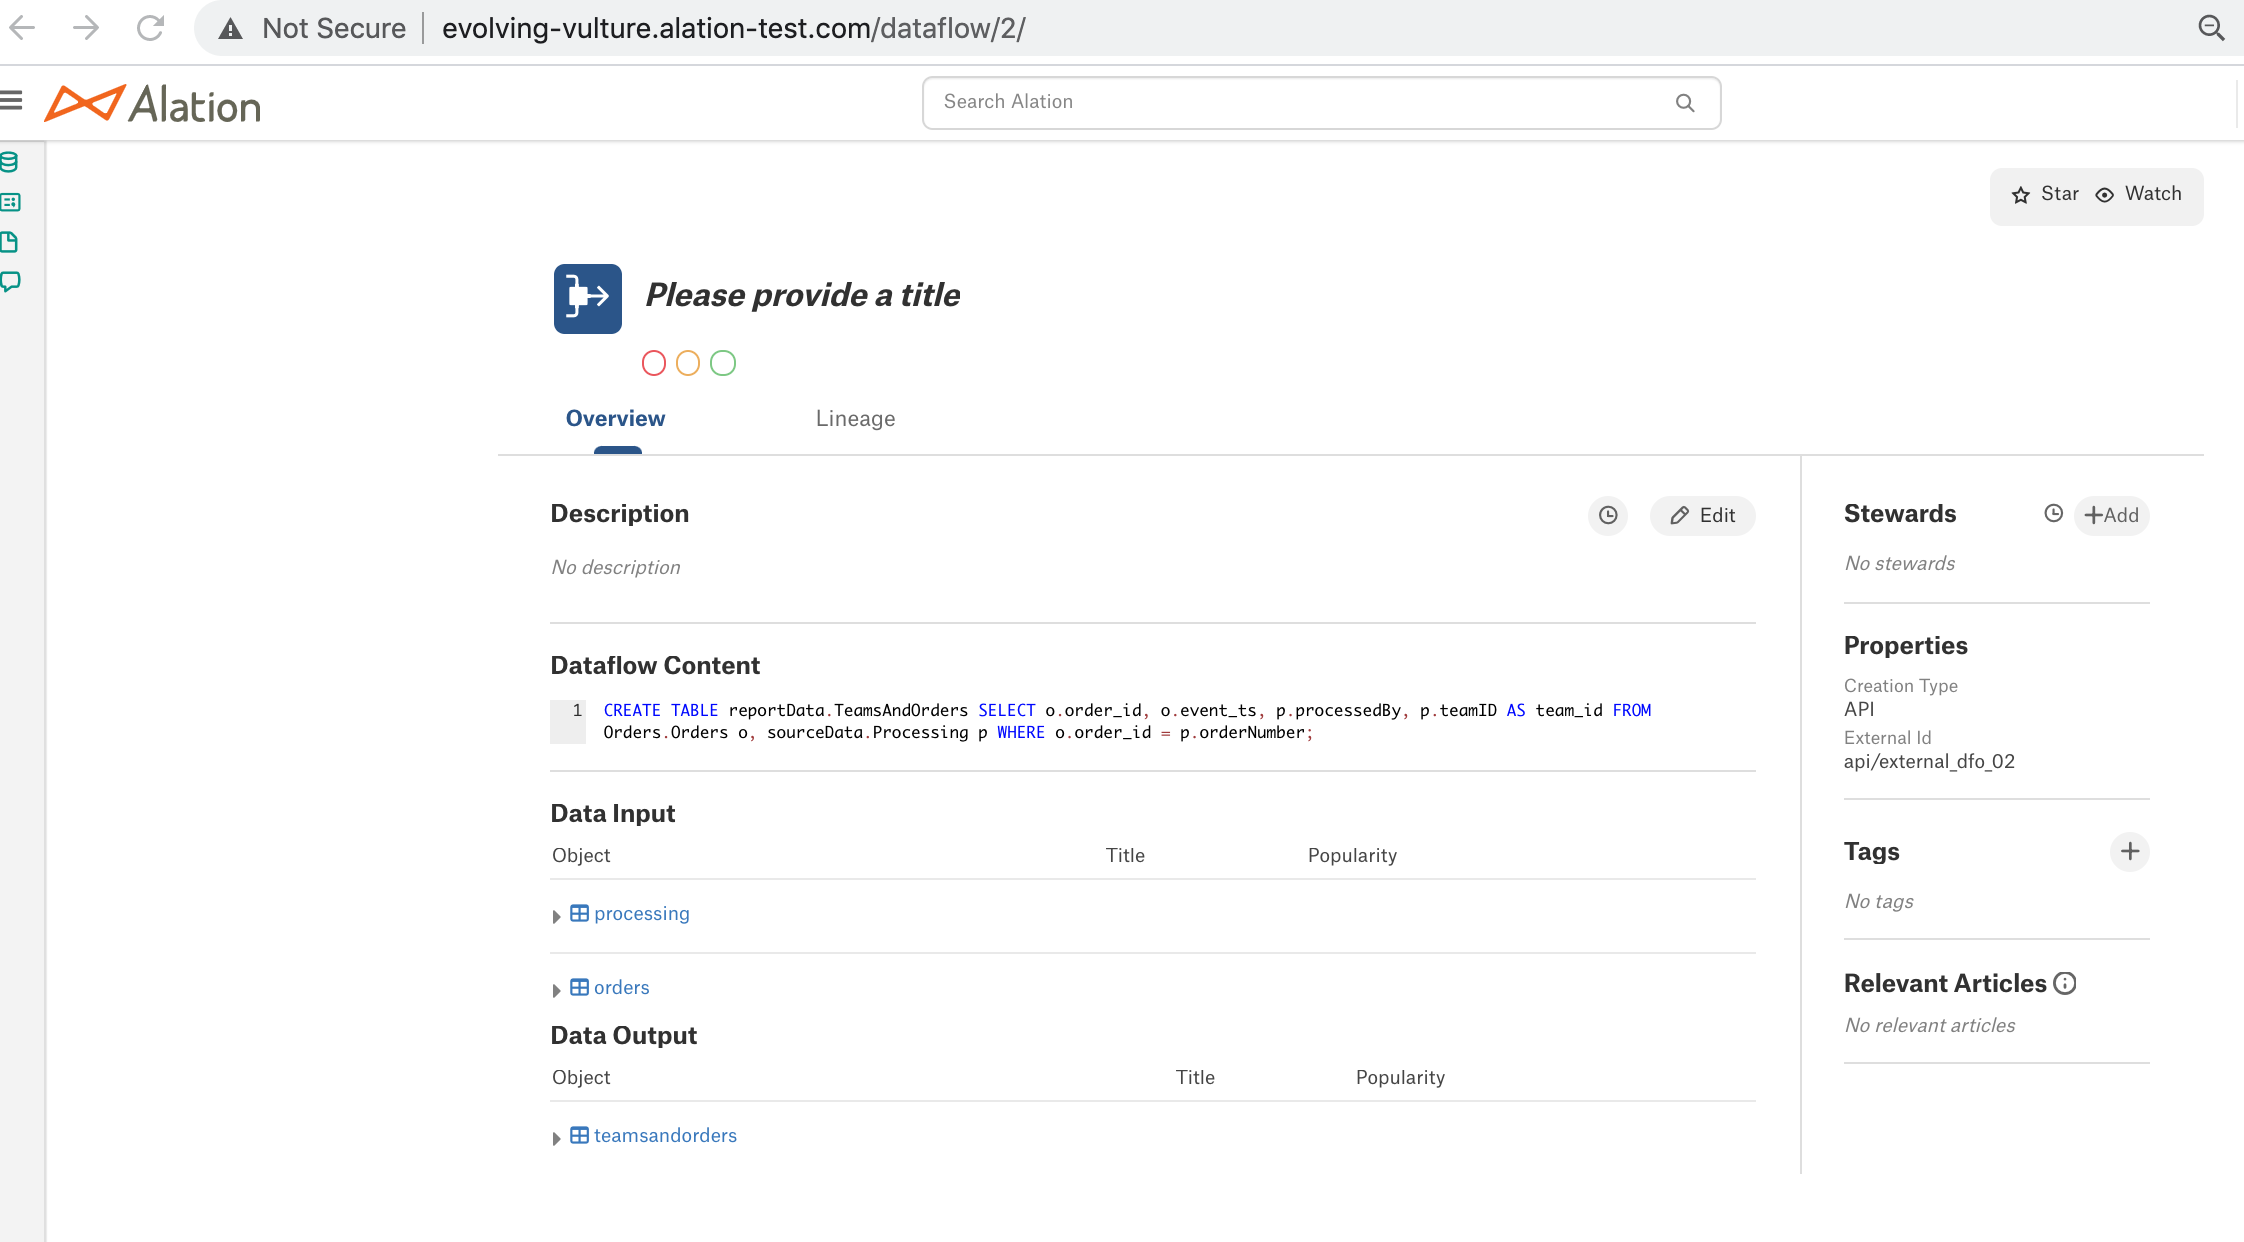 Not Secure
evolving-vulture.alation-test.com/dataflow/2/
Alation
Search Alation
Star
Watch
Please provide a title
Overview
Lineage
Description
Edit
No description
Dataflow Content
1
CREATE TABLE reportData.TeamsAndOrders SELECT o.order_id, o.event_ts, p.processedBy, p.teamID AS team_id FROM
Orders.Orders o, sourceData.Processing p WHERE o.order_id = p.orderNumber;
Data Input
Object Title Popularity
processing
orders
Data Output
Object Title Popularity
teamsandorders
Stewards
Add
No stewards
Properties
Creation Type
API
External Id
api/external_dfo_02
Tags
No tags
Relevant Articles
No relevant articles